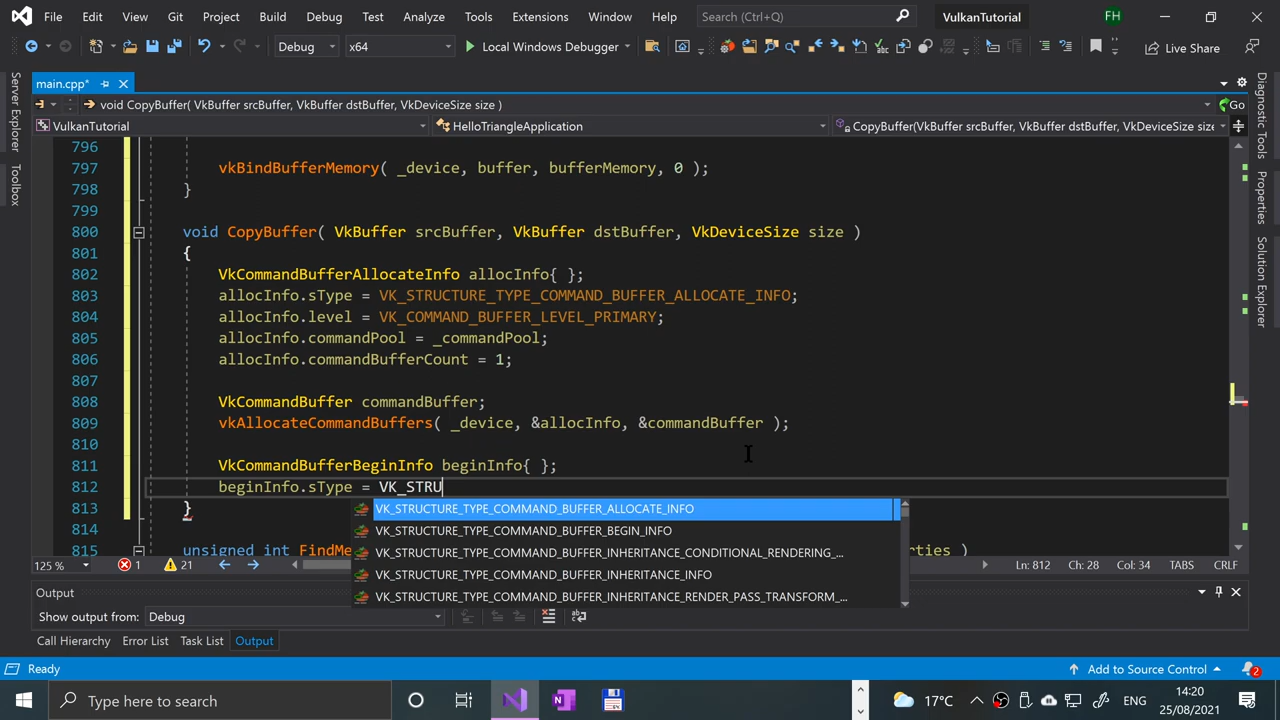 File Edit View Git Project Build Debug Test Analyze Tools Extensions Window Help Search (Ctrl+Q) VulkanTutorial FH
Debug x64 Local Windows Debugger Live Share
main.cpp*
void CopyBuffer( VkBuffer srcBuffer, VkBuffer dstBuffer, VkDeviceSize size ) Go
VulkanTutorial HelloTriangleApplication CopyBuffer(VkBuffer srcBuffer, VkBuffer dstBuffer, VkDeviceSize size
Server Explorer
Toolbox
Diagnostic Tools
Properties
Solution Explorer
796
797 vkBindBufferMemory( _device, buffer, bufferMemory, 0 );
798 }
799
800 void CopyBuffer( VkBuffer srcBuffer, VkBuffer dstBuffer, VkDeviceSize size )
801 {
802 VkCommandBufferAllocateInfo allocInfo{ };
803 allocInfo.sType = VK_STRUCTURE_TYPE_COMMAND_BUFFER_ALLOCATE_INFO;
804 allocInfo.level = VK_COMMAND_BUFFER_LEVEL_PRIMARY;
805 allocInfo.commandPool = _commandPool;
806 allocInfo.commandBufferCount = 1;
807
808 VkCommandBuffer commandBuffer;
809 vkAllocateCommandBuffers( _device, &allocInfo, &commandBuffer );
810
811 VkCommandBufferBeginInfo beginInfo{ };
812 beginInfo.sType = VK_STRU
813 }
VK_STRUCTURE_TYPE_COMMAND_BUFFER_ALLOCATE_INFO
814
VK_STRUCTURE_TYPE_COMMAND_BUFFER_BEGIN_INFO
815 unsigned int FindMe erties )
VK_STRUCTURE_TYPE_COMMAND_BUFFER_INHERITANCE_CONDITIONAL_RENDERING_...
125 % 1 21 Ln: 812 Ch: 28 TABS CRLF
VK_STRUCTURE_TYPE_COMMAND_BUFFER_INHERITANCE_INFO
VK_STRUCTURE_TYPE_COMMAND_BUFFER_INHERITANCE_RENDER_PASS_TRANSFORM_...
Output
Show output from: Debug
Call Hierarchy Error List Task List Output
Ready Add to Source Control 2
Type here to search 17°C ENG 14:20 25/08/2021